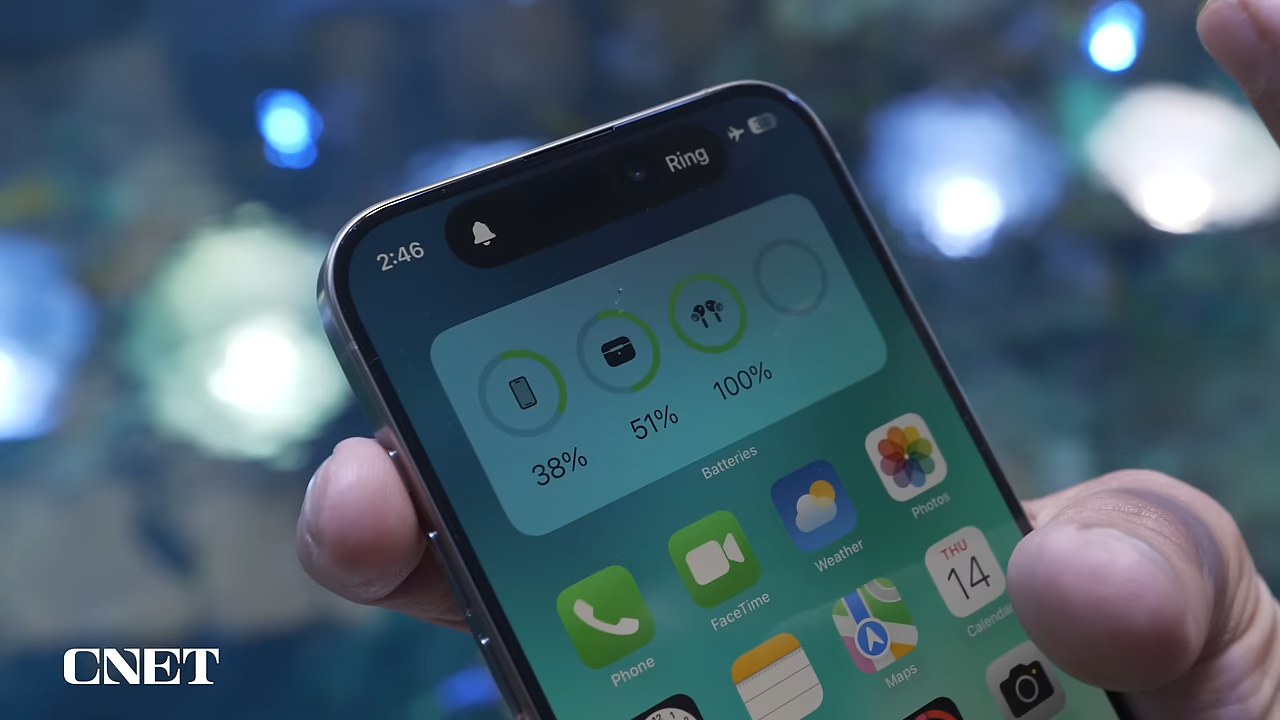 2:46
Ring
38%
51%
100%
Batteries
Phone
FaceTime
Weather
Photos
THU
14
Maps
Calendar
CNET